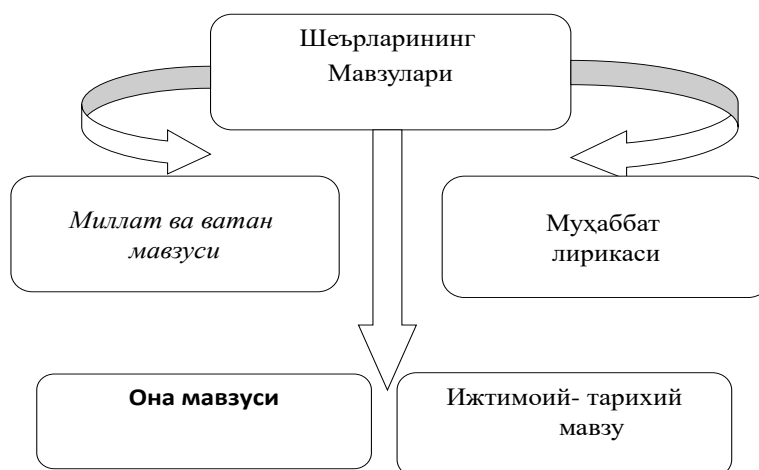 Шеърларининг
Мавзулари
Миллат ва ватан
мавзуси
Муҳаббат
лирикаси
Она мавзуси
Ижтимоий- тарихий
мавзу